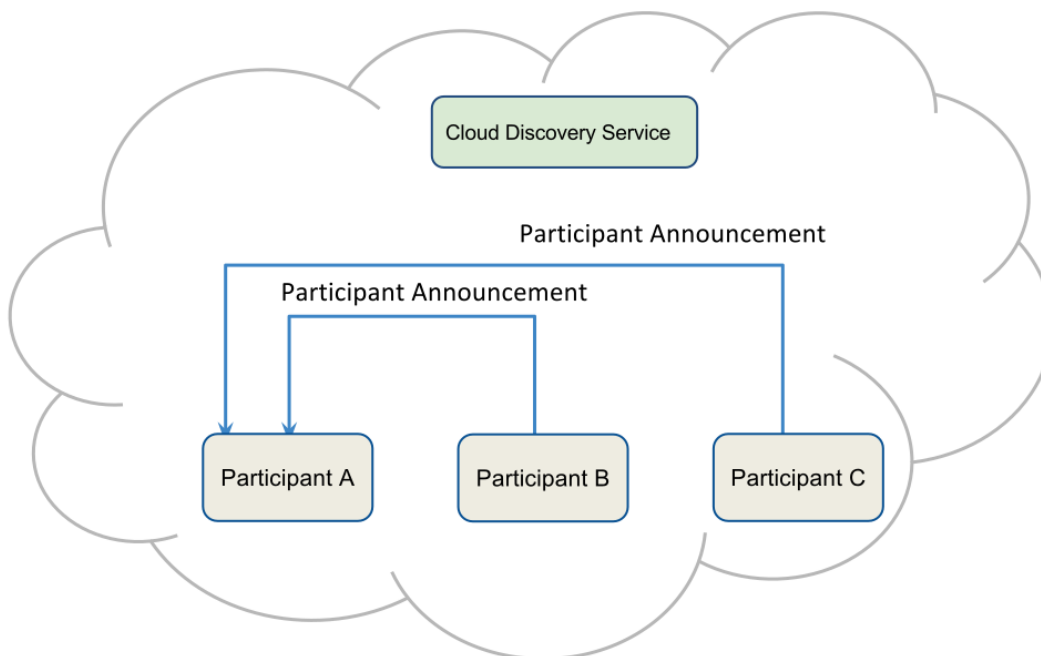 Cloud Discovery Service
Participant Announcement
Participant Announcement
Participant A
Participant B
Participant C